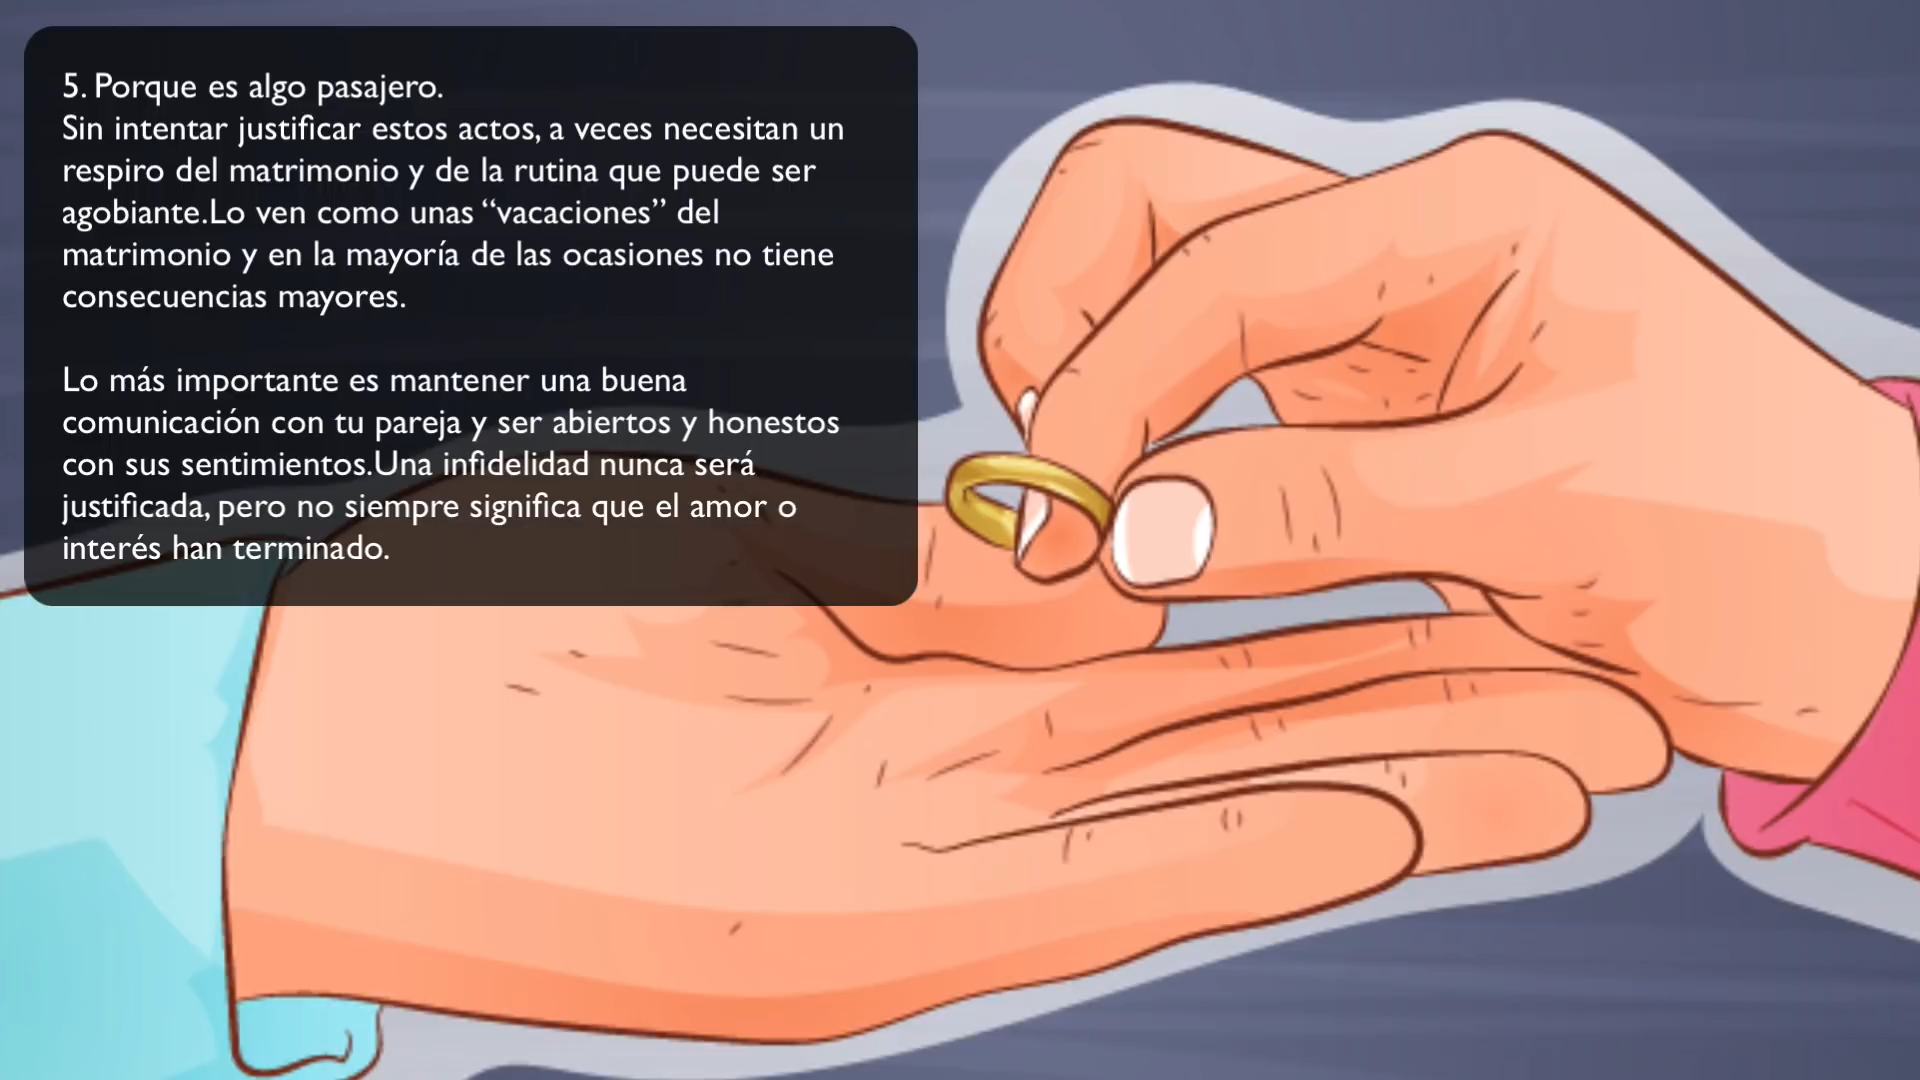 5. Porque es algo pasajero.
Sin intentar justificar estos actos, a veces necesitan un
respiro del matrimonio y de la rutina que puede ser
agobiante.Lo ven como unas “vacaciones” del
matrimonio y en la mayoría de las ocasiones no tiene
consecuencias mayores.
Lo más importante es mantener una buena
comunicación con tu pareja y ser abiertos y honestos
con sus sentimientos.Una infidelidad nunca será
justificada, pero no siempre significa que el amor o
interés han terminado.